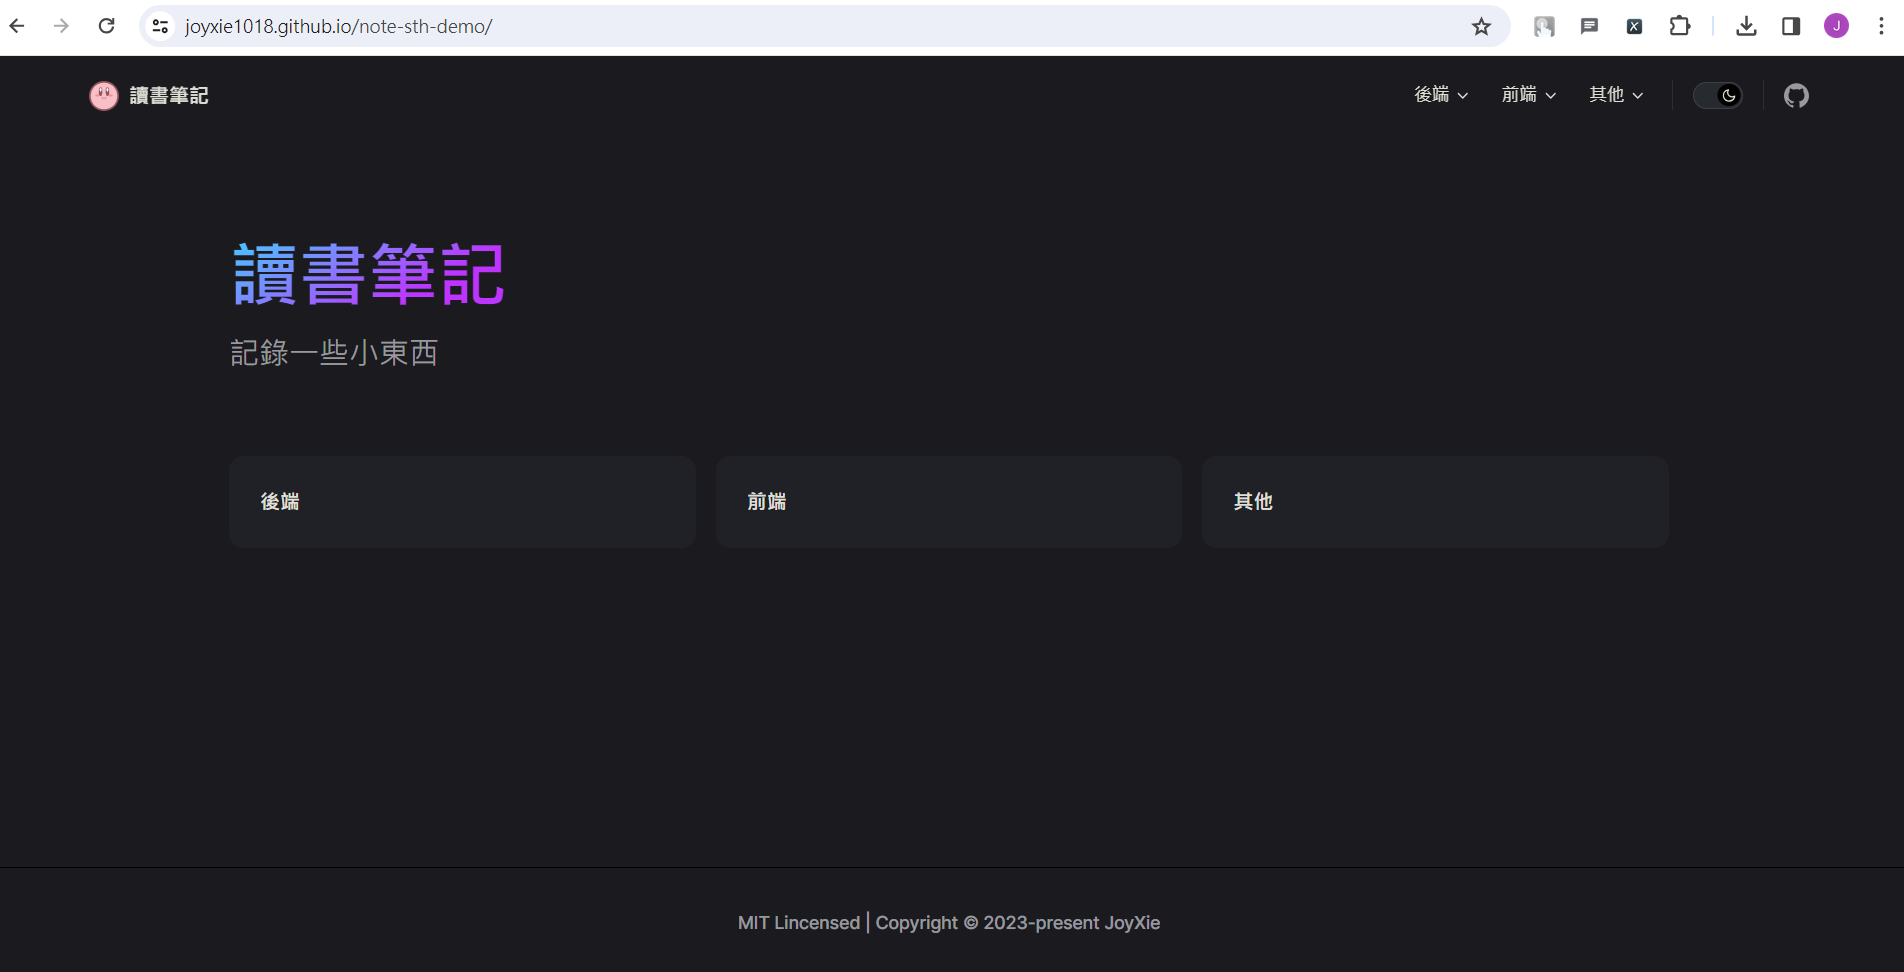 joyxie1018.github.io/note-sth-demo/
J
讀書筆記
後端
前端
其他
讀書筆記
記錄一些小東西
後端
前端
其他
MIT Lincensed | Copyright © 2023-present JoyXie